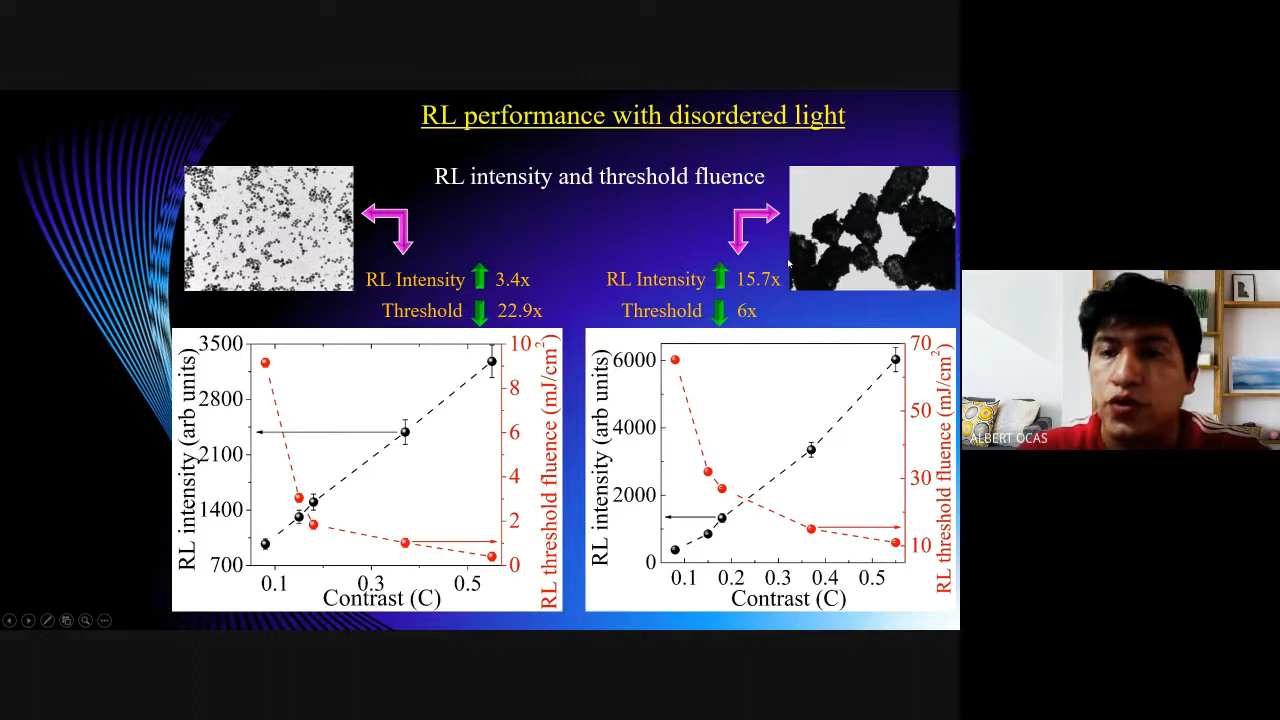 RL performance with disordered light
RL intensity and threshold fluence
RL Intensity 3.4x
Threshold 22.9x
RL Intensity 15.7x
Threshold 6x
RL intensity (arb units)
3500
2800
2100
1400
700
0.1 0.3 0.5
Contrast (C)
10
8
6
4
2
0
RL threshold fluence (mJ/cm²)
RL intensity (arb units)
6000
4000
2000
0
0.1 0.2 0.3 0.4 0.5
Contrast (C)
70
50
30
10
RL threshold fluence (mJ/cm²)
ALBERT OCAS